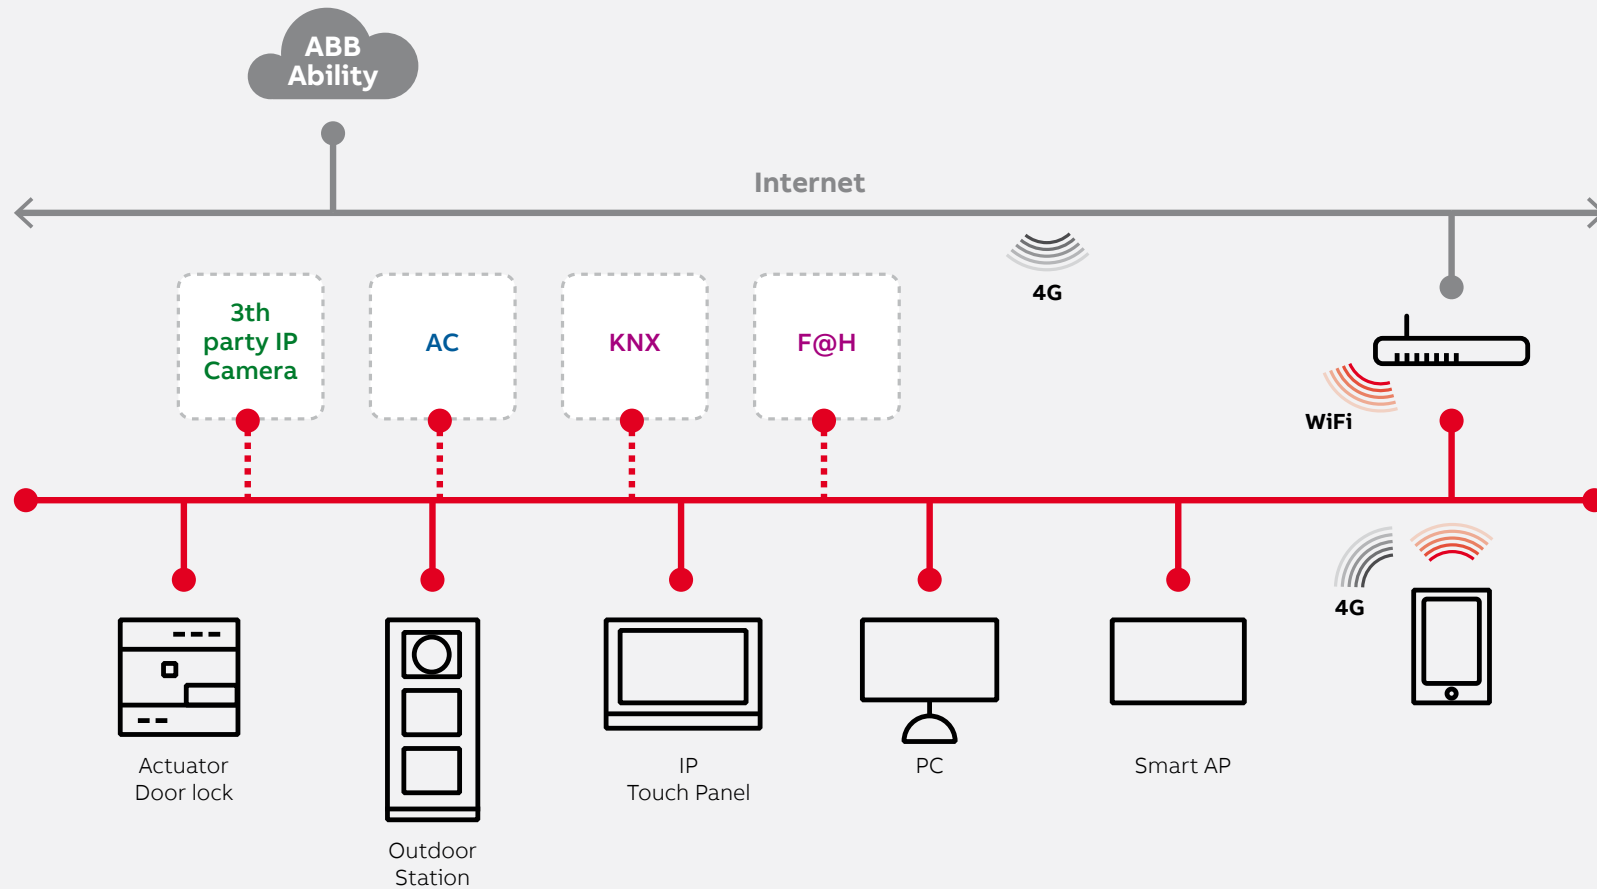 ABB
Ability
Internet
4G
3th
party IP
Camera
AC
KNX
F@H
WiFi
4G
Actuator
Door lock
Outdoor
Station
IP
Touch Panel
PC
Smart AP